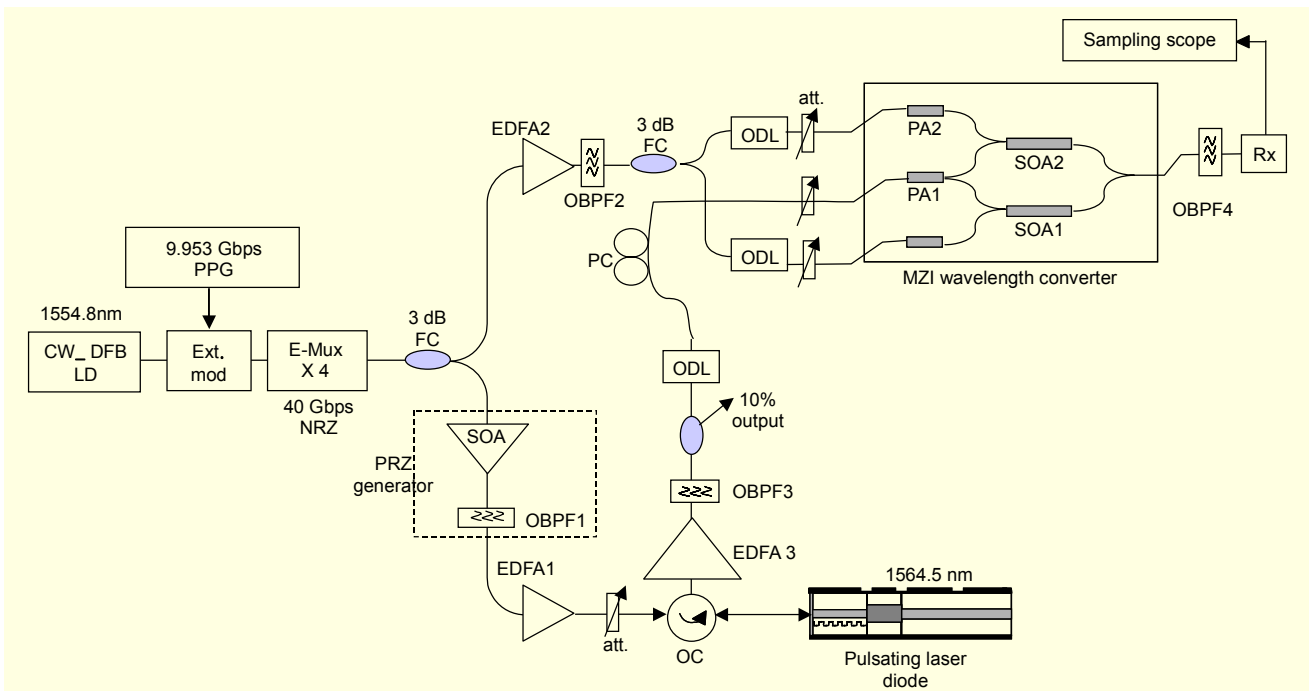 Sampling scope
att.
EDFA2
3 dB
FC
ODL
PA2
SOA2
Rx
OBPF2
PA1
OBPF4
SOA1
9.953 Gbps
PPG
PC
ODL
MZI wavelength converter
1554.8nm
3 dB
FC
CW_ DFB
LD
Ext.
mod
E-Mux
X 4
ODL
40 Gbps
NRZ
10%
output
SOA
PRZ
generator
OBPF3
OBPF1
EDFA 3
EDFA1
1564.5 nm
att.
OC
Pulsating laser
diode